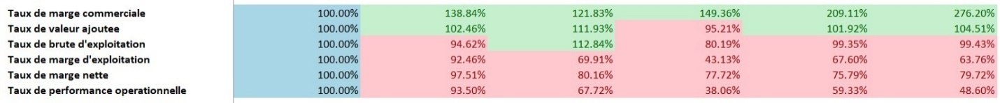 Taux de marge commerciale 100.00% 138.84% 121.83% 149.36% 209.11% 276.20%
Taux de valeur ajoutee 100.00% 102.46% 111.93% 95.21% 101.92% 104.51%
Taux de brute d'exploitation 100.00% 94.62% 112.84% 80.19% 99.35% 99.43%
Taux de marge d'exploitation 100.00% 92.46% 69.91% 43.13% 67.60% 63.76%
Taux de marge nette 100.00% 97.51% 80.16% 77.72% 75.79% 79.72%
Taux de performance operationnelle 100.00% 93.50% 67.72% 38.06% 59.33% 48.60%